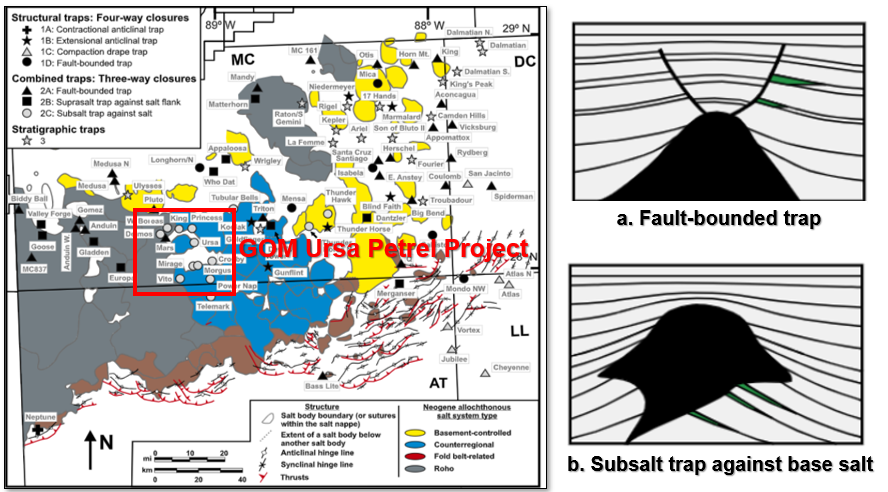 Structural traps: Four-way closures
1A: Contractional anticlinal trap
1B: Extensional anticlinal trap
1C: Compaction drape trap
1D: Fault-bounded
Combined traps: Three-way closures
2A: Fault-bounded trap
2B: Suprasalt trap against salt flank
2C: Subsalt trap against salt
Stratigraphic traps
3
89° W
88° W
29° N
MC
DC
MC 161
Otis
Horn Mt.
King
Dalmatian N.
Dalmatian
Mandy
Mica
Dalmatian S.
Niedermeyer
King's Peak
Matterhorn
17 Hands
Aconcagua
Raton/S
Gemini
Rigel
Marmalard
Camden Hills
Kepler
Ariel
Son of Bluto II
Vicksburg
La Femme
Appomattox
Appaloosa
Santa Cruz
Herschel
Rydberg
Longhorn/N
Wrigley
Santiago
Fourier
Medusa N
Isabela
Coulomb
San Jacinto
Medusa
Ulysses
Who Dat
E. Anstey
Spiderman
Biddy Ball
Pluto
Tubular Bells
Mensa
Thunder
Hawk
Blind Faith
Troubadour
Valley Forge
Gomez
W. Boreas
King
Princess
Triton
Dantzler
Big Bend
Anduin
Deimos
Kodiak
Thunder Horse
Goose
Anduin W.
Gladden
Mars
Ursa
GOM Ursa Petrel Project
28° N
MC837
Mirage
Crosby
Europa
Vito
Morgus
Gunflint
Atlas N
Power Nap
Merganser
Mondo NW
Atlas
Telemark
Vortex
LL
Jubilee
Cheyenne
Bass Lite
AT
Neptune
N
mi
0
20
40
km
0
20
40
Structure
Salt body boundary (or sutures
within the salt nappe)
Extent of a salt body below
another salt body
Anticlinal hinge line
Synclinal hinge line
Thrusts
Neogene allochthonous
salt system type
Basement-controlled
Counterregional
Fold belt-related
Roho
a. Fault-bounded trap
b. Subsalt trap against base salt